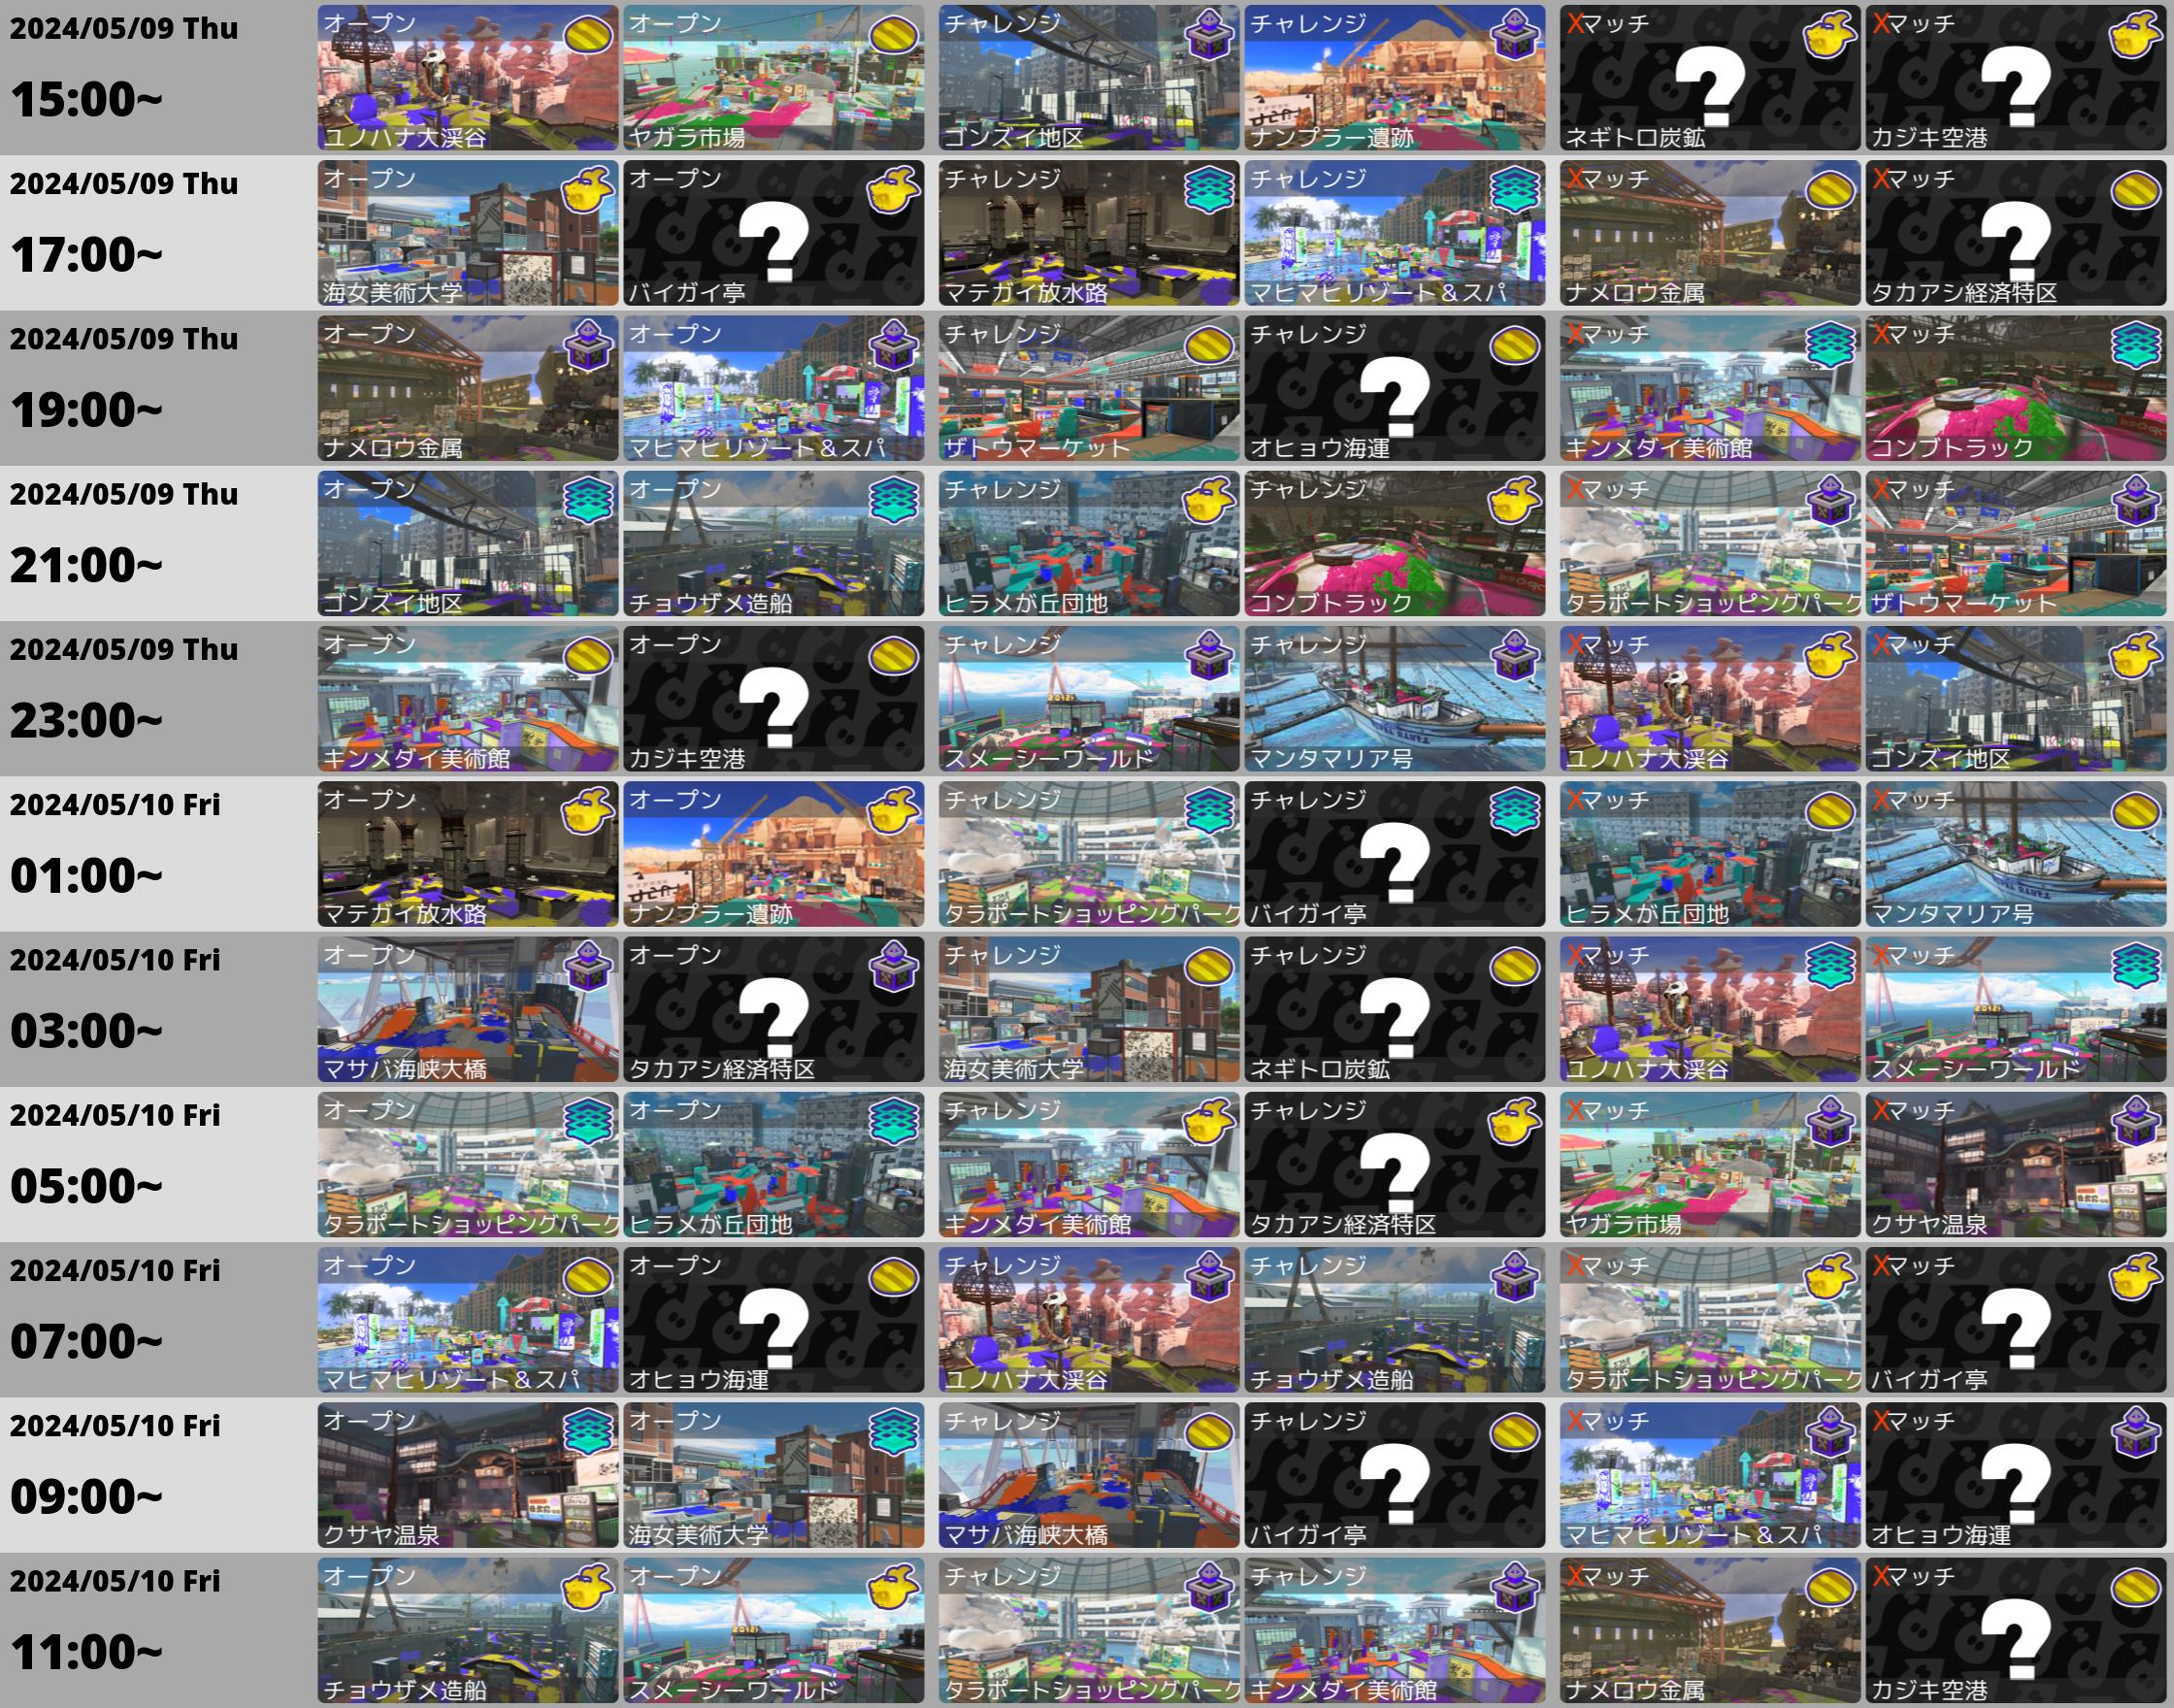 2024/05/09 Thu
15:00~
オープン オープン チャレンジ チャレンジ Xマッチ Xマッチ
ユノハナ大渓谷 ヤガラ市場 ゴンズイ地区 ナンプラー遺跡 ネギトロ炭鉱 カジキ空港
2024/05/09 Thu
17:00~
オープン オープン チャレンジ チャレンジ Xマッチ Xマッチ
海女美術大学 バイガイ亭 マテガイ放水路 マヒマヒリゾート＆スパ ナメロウ金属 タカアシ経済特区
2024/05/09 Thu
19:00~
オープン オープン チャレンジ チャレンジ Xマッチ Xマッチ
ナメロウ金属 マヒマヒリゾート＆スパ ザトウマーケット オヒョウ海運 キンメダイ美術館 コンブトラック
2024/05/09 Thu
21:00~
オープン オープン チャレンジ チャレンジ Xマッチ Xマッチ
ゴンズイ地区 チョウザメ造船 ヒラメが丘団地 コンブトラック タラポートショッピングパーク ザトウマーケット
2024/05/09 Thu
23:00~
オープン オープン チャレンジ チャレンジ Xマッチ Xマッチ
キンメダイ美術館 カジキ空港 スメーシーワールド マンタマリア号 ユノハナ大渓谷 ゴンズイ地区
2024/05/10 Fri
01:00~
オープン オープン チャレンジ チャレンジ Xマッチ Xマッチ
マテガイ放水路 ナンプラー遺跡 タラポートショッピングパーク バイガイ亭 ヒラメが丘団地 マンタマリア号
2024/05/10 Fri
03:00~
オープン オープン チャレンジ チャレンジ Xマッチ Xマッチ
マサバ海峡大橋 タカアシ経済特区 海女美術大学 ネギトロ炭鉱 ユノハナ大渓谷 スメーシーワールド
2024/05/10 Fri
05:00~
オープン オープン チャレンジ チャレンジ Xマッチ Xマッチ
タラポートショッピングパーク ヒラメが丘団地 キンメダイ美術館 タカアシ経済特区 ヤガラ市場 クサヤ温泉
2024/05/10 Fri
07:00~
オープン オープン チャレンジ チャレンジ Xマッチ Xマッチ
マヒマヒリゾート＆スパ オヒョウ海運 ユノハナ大渓谷 チョウザメ造船 タラポートショッピングパーク バイガイ亭
2024/05/10 Fri
09:00~
オープン オープン チャレンジ チャレンジ Xマッチ Xマッチ
クサヤ温泉 海女美術大学 マサバ海峡大橋 バイガイ亭 マヒマヒリゾート＆スパ オヒョウ海運
2024/05/10 Fri
11:00~
オープン オープン チャレンジ チャレンジ Xマッチ Xマッチ
チョウザメ造船 スメーシーワールド タラポートショッピングパーク キンメダイ美術館 ナメロウ金属 カジキ空港